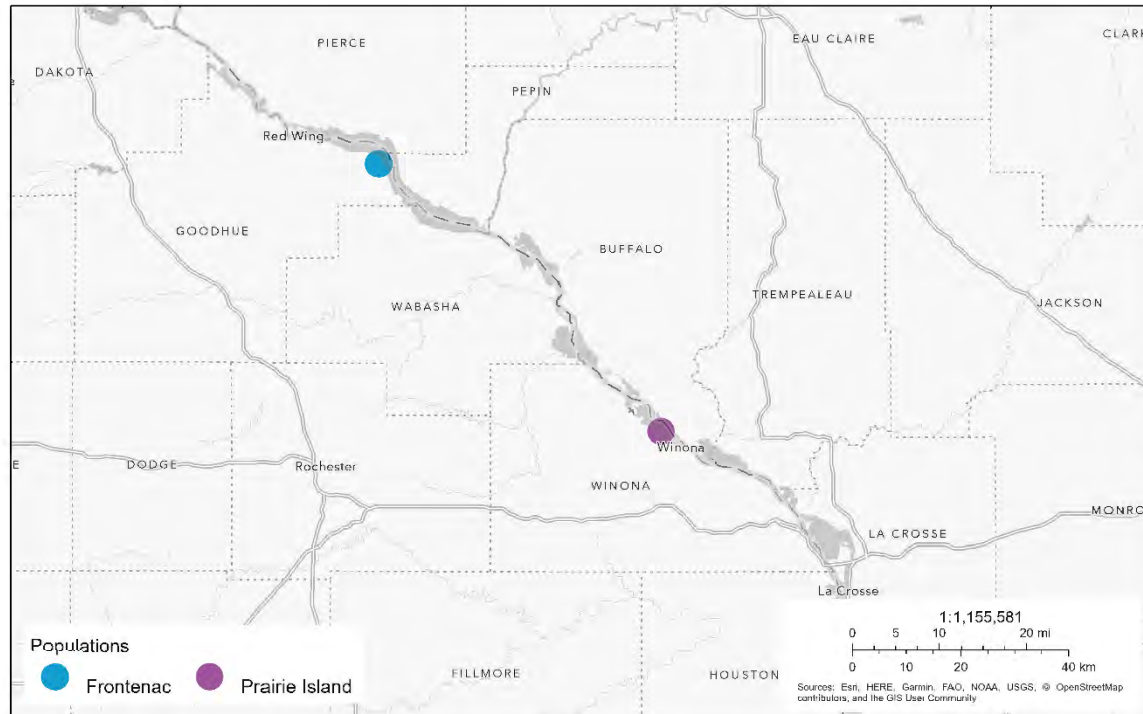 PIERCE
EAU CLAIRE
CLARK
DAKOTA
PEPIN
Red Wing
GOODHUE
BUFFALO
TREMPEALEAU
WABASHA
JACKSON
Winona
E
DODGE
Rochester
WINONA
MONRO
LA CROSSE
La Crosse
1:1,155,581
0 5 10 20 mi
0 10 20 40 km
Populations
Frontenac
Prairie Island
FILLMORE
HOUSTON
Sources: Esri, HERE, Garmin, FAO, NOAA, USGS, © OpenStreetMap
contributors, and the GIS User Community